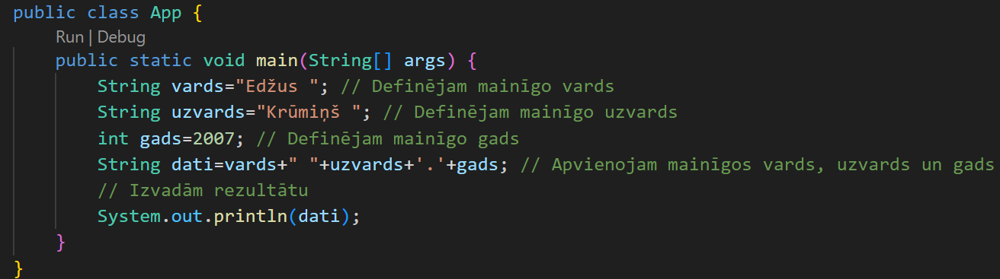 public class App {
Run | Debug
public static void main(String[] args) {
String vards="Edžus "; // Definējam mainīgo vards
String uzvards="Krūmiņš "; // Definējam mainīgo uzvards
int gads=2007; // Definējam mainīgo gads
String dati=vards+" "+uzvards+'.'+gads; // Apvienojam mainīgos vards, uzvards un gads
// Izvadām rezultātu
System.out.println(dati);
}
}